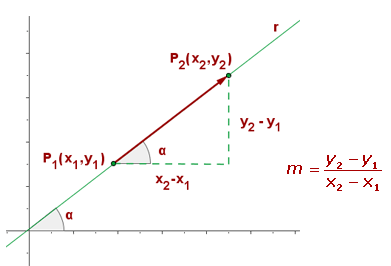 r
P₂(x₂,y₂)
y₂ - y₁
α
P₁(x₁,y₁)
x₂-x₁
m = (y₂ − y₁)/(x₂ − x₁)
α